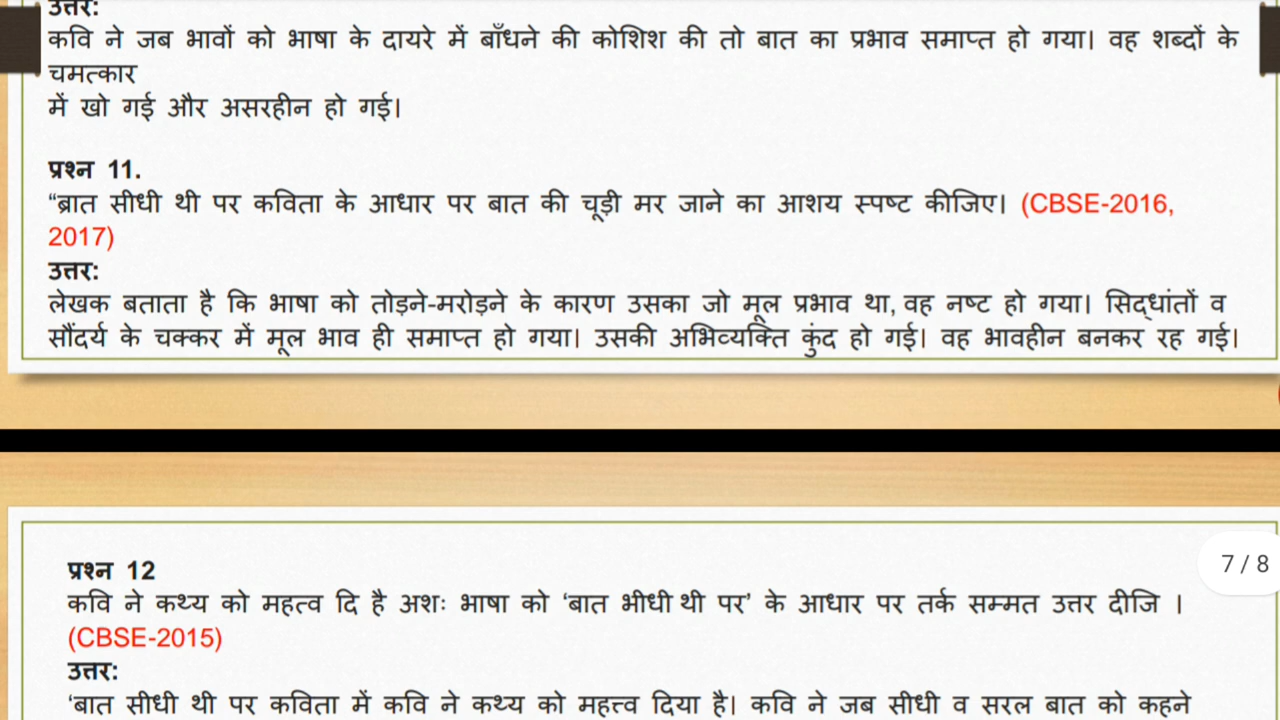 उत्तर:
कवि ने जब भावों को भाषा के दायरे में बाँधने की कोशिश की तो बात का प्रभाव समाप्त हो गया। वह शब्दों के
चमत्कार
में खो गई और असरहीन हो गई।
प्रश्न 11.
“ब्रात सीधी थी पर कविता के आधार पर बात की चूड़ी मर जाने का आशय स्पष्ट कीजिए। (CBSE-2016,
2017)
उत्तर:
लेखक बताता है कि भाषा को तोड़ने-मरोड़ने के कारण उसका जो मूल प्रभाव था, वह नष्ट हो गया। सिद्धांतों व
सौंदर्य के चक्कर में मूल भाव ही समाप्त हो गया। उसकी अभिव्यक्ति कुंद हो गई। वह भावहीन बनकर रह गई।
प्रश्न 12
7 / 8
कवि ने कथ्य को महत्व दि है अशः भाषा को ‘बात भीधी थी पर’ के आधार पर तर्क सम्मत उत्तर दीजि ।
(CBSE-2015)
उत्तर:
‘बात सीधी थी पर कविता में कवि ने कथ्य को महत्त्व दिया है। कवि ने जब सीधी व सरल बात को कहने